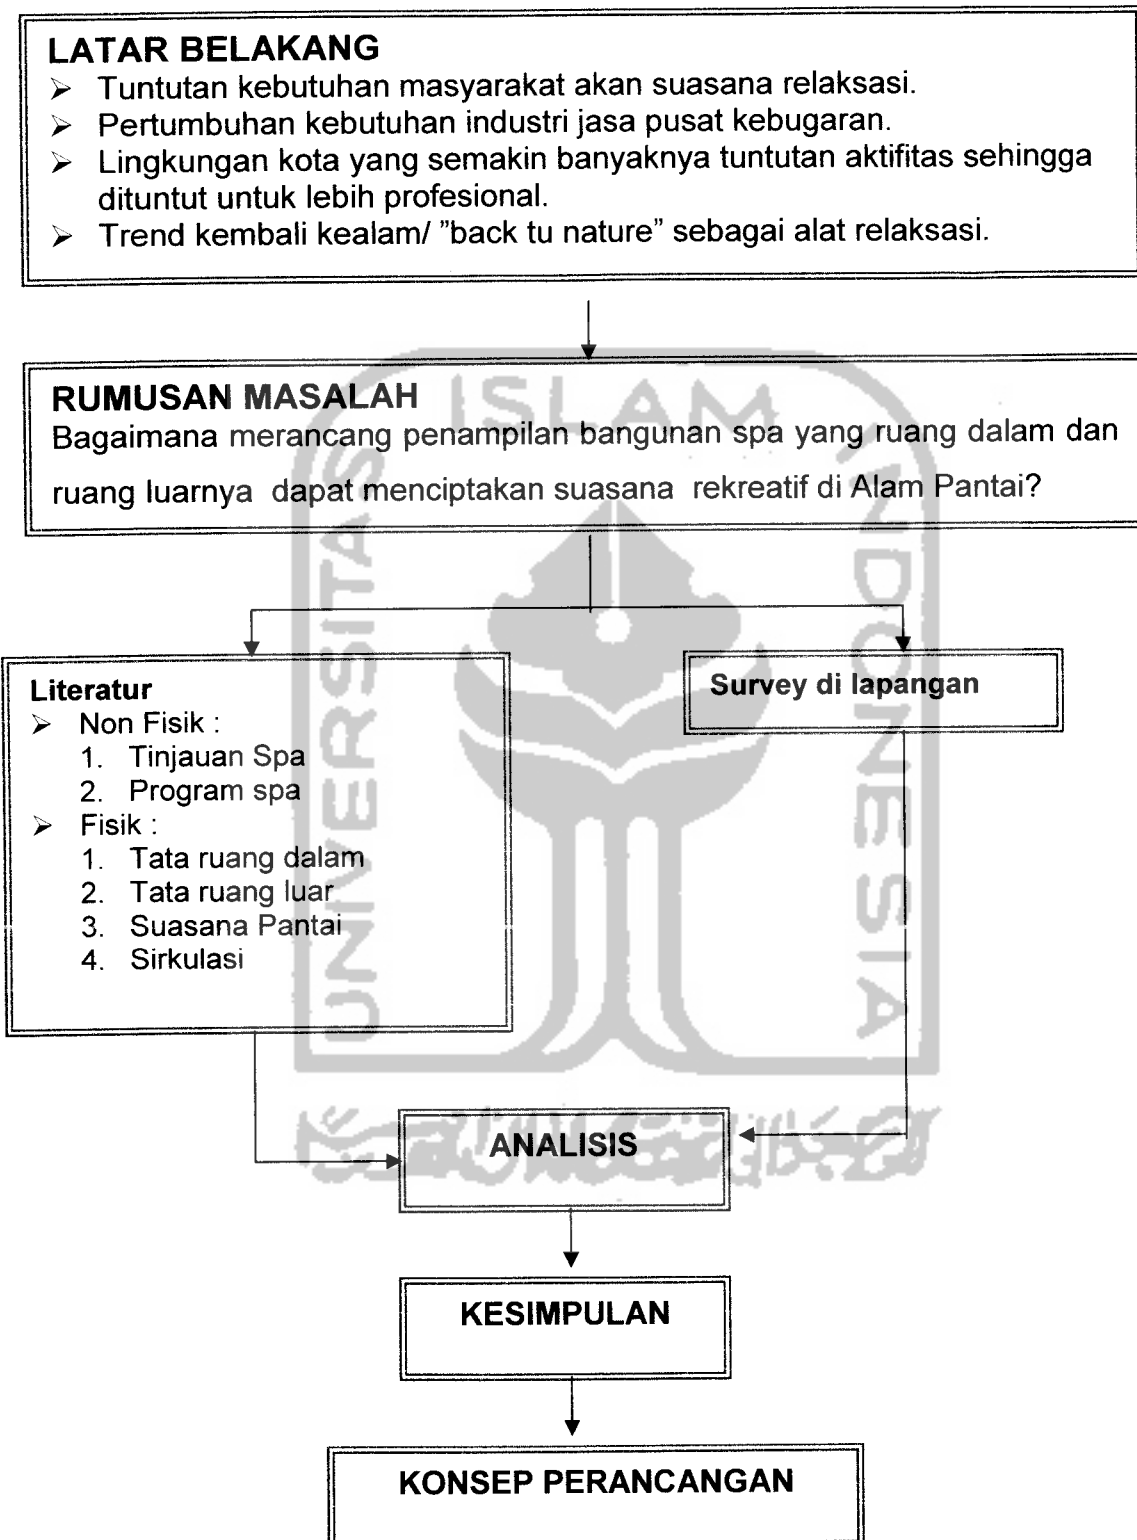 LATAR BELAKANG
➢ Tuntutan kebutuhan masyarakat akan suasana relaksasi.
➢ Pertumbuhan kebutuhan industri jasa pusat kebugaran.
➢ Lingkungan kota yang semakin banyaknya tuntutan aktifitas sehingga
dituntut untuk lebih profesional.
➢ Trend kembali kealam/ ”back tu nature” sebagai alat relaksasi.
RUMUSAN MASALAH
Bagaimana merancang penampilan bangunan spa yang ruang dalam dan
ruang luarnya dapat menciptakan suasana rekreatif di Alam Pantai?
Literatur
➢ Non Fisik :
1. Tinjauan Spa
2. Program spa
➢ Fisik :
1. Tata ruang dalam
2. Tata ruang luar
3. Suasana Pantai
4. Sirkulasi
Survey di lapangan
ANALISIS
KESIMPULAN
KONSEP PERANCANGAN
UNIVERSITAS
ISLAM
INDONESIA